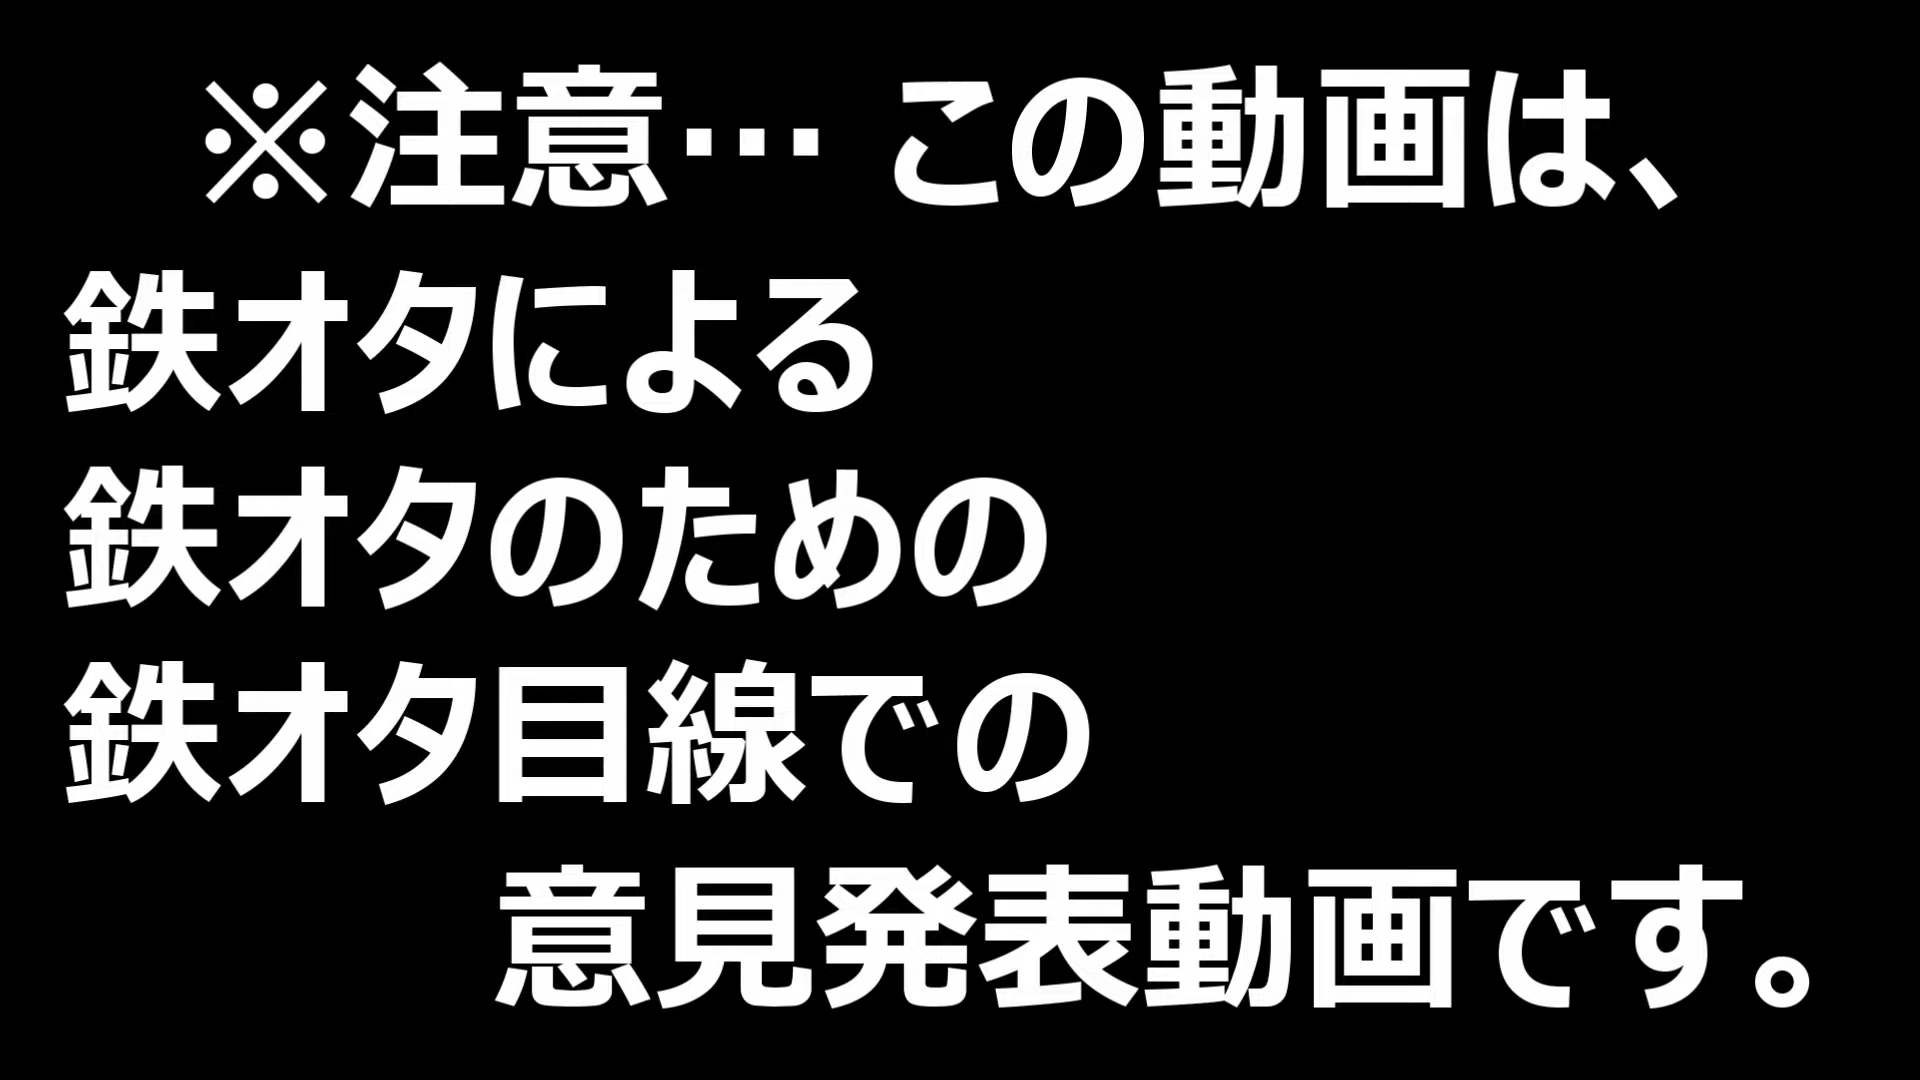 ※注意… この動画は、
鉄オタによる
鉄オタのための
鉄オタ目線での
意見発表動画です。